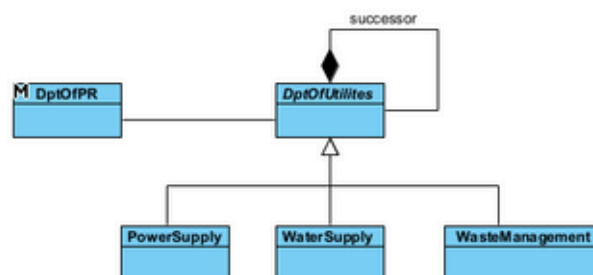 successor
M DptOfPR
DptOfUtilites
PowerSupply
WaterSupply
WasteManagement